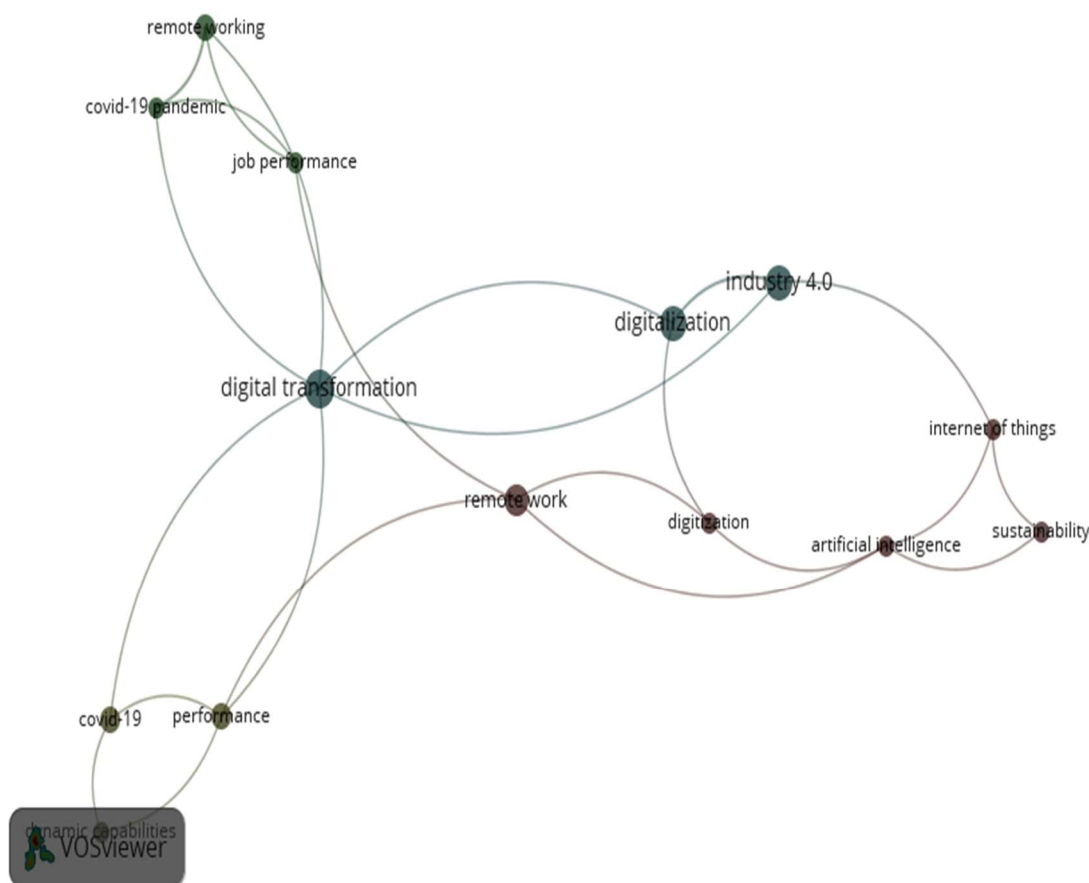 remote working
covid-19 pandemic
job performance
industry 4.0
digitalization
digital transformation
internet of things
remote work
digitization
sustainability
artificial intelligence
covid-19
performance
dynamic capabilities
VOSviewer